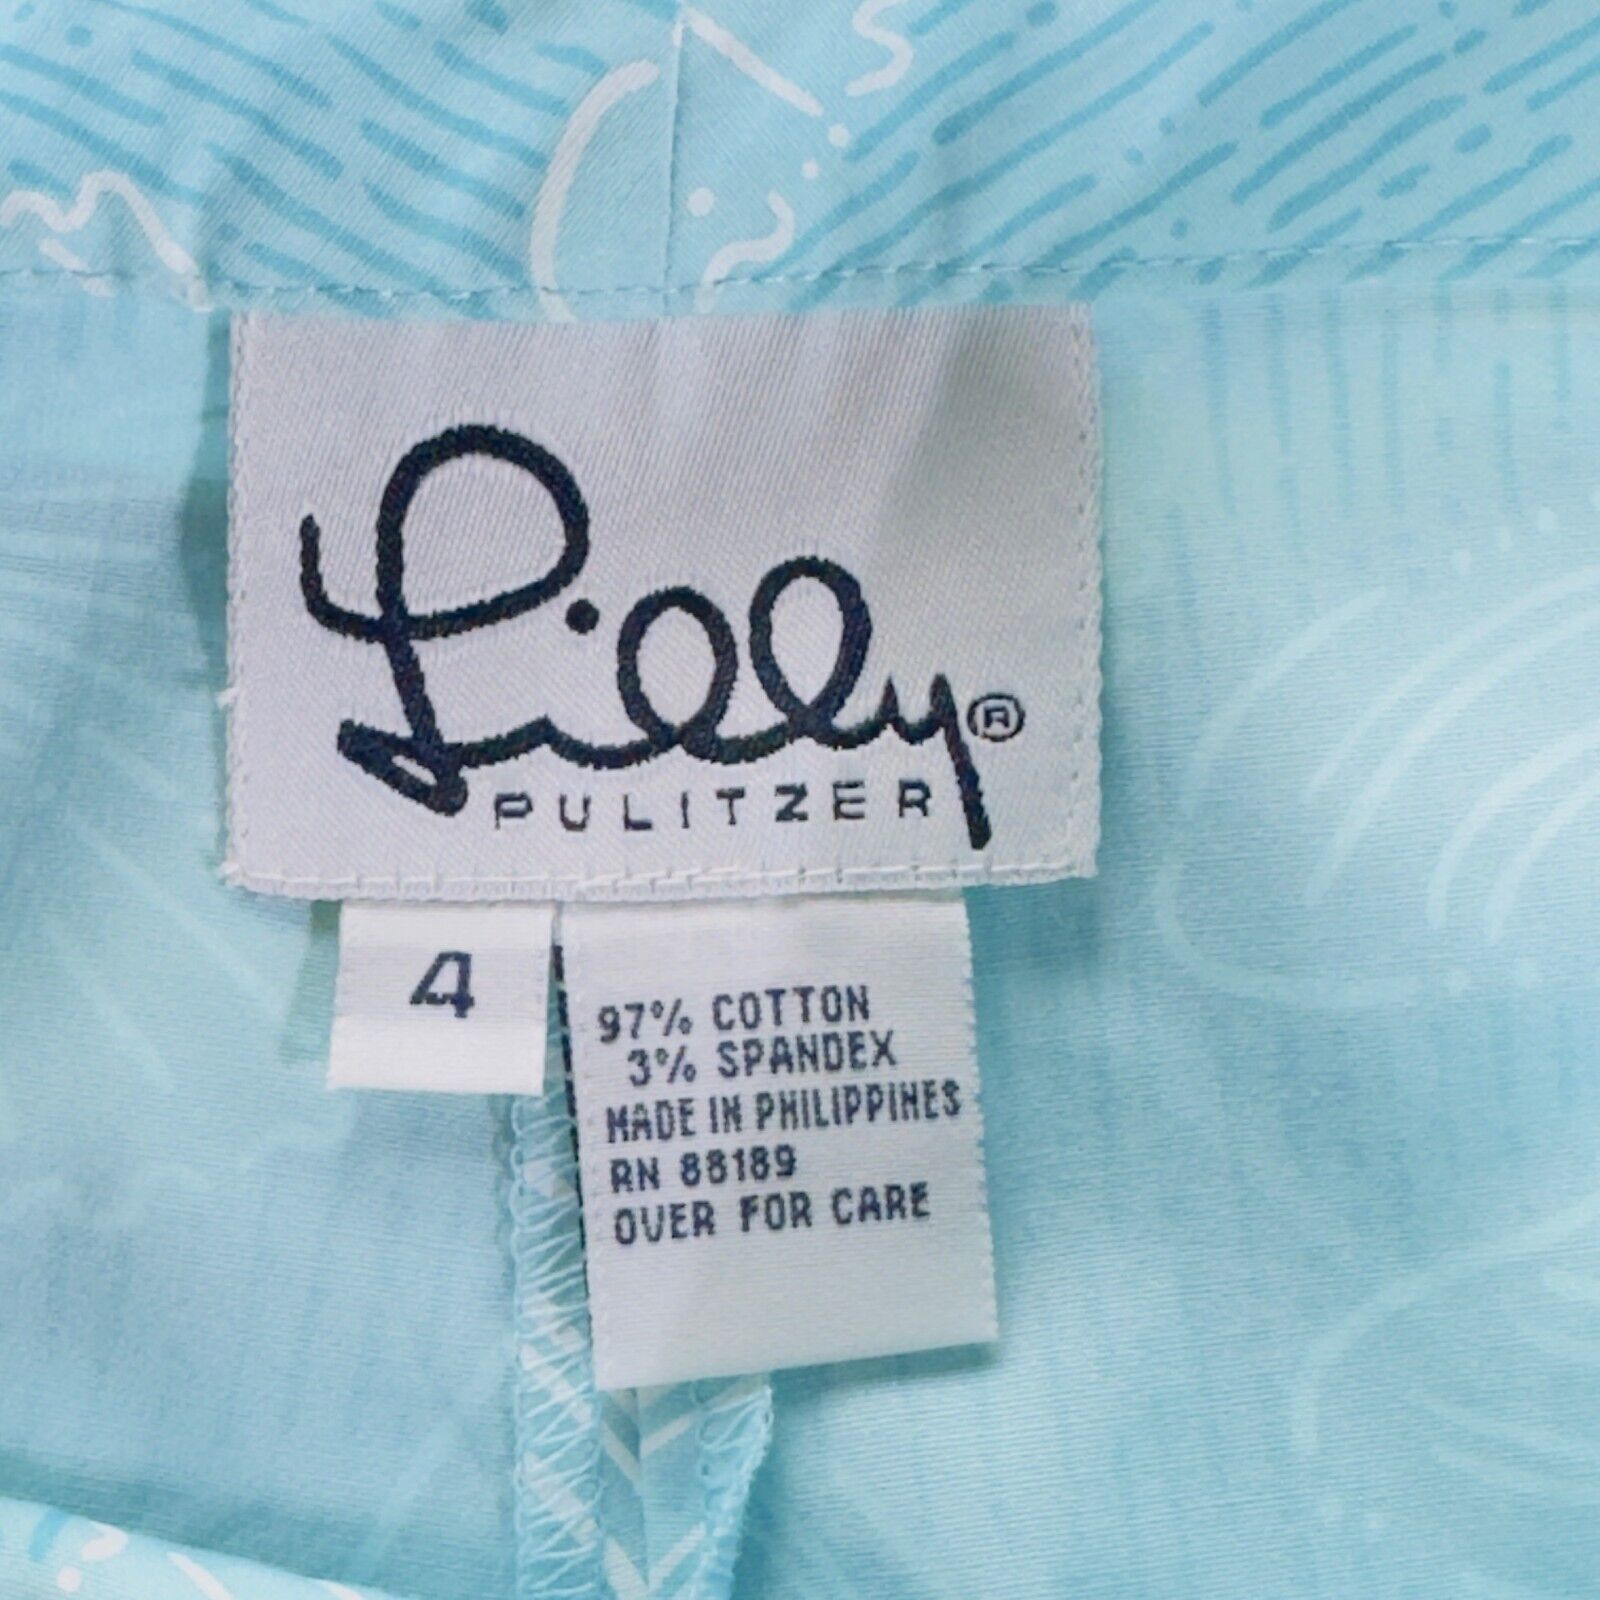 Lilly®
PULITZER
4
97% COTTON
3% SPANDEX
MADE IN PHILIPPINES
RN 88189
OVER FOR CARE